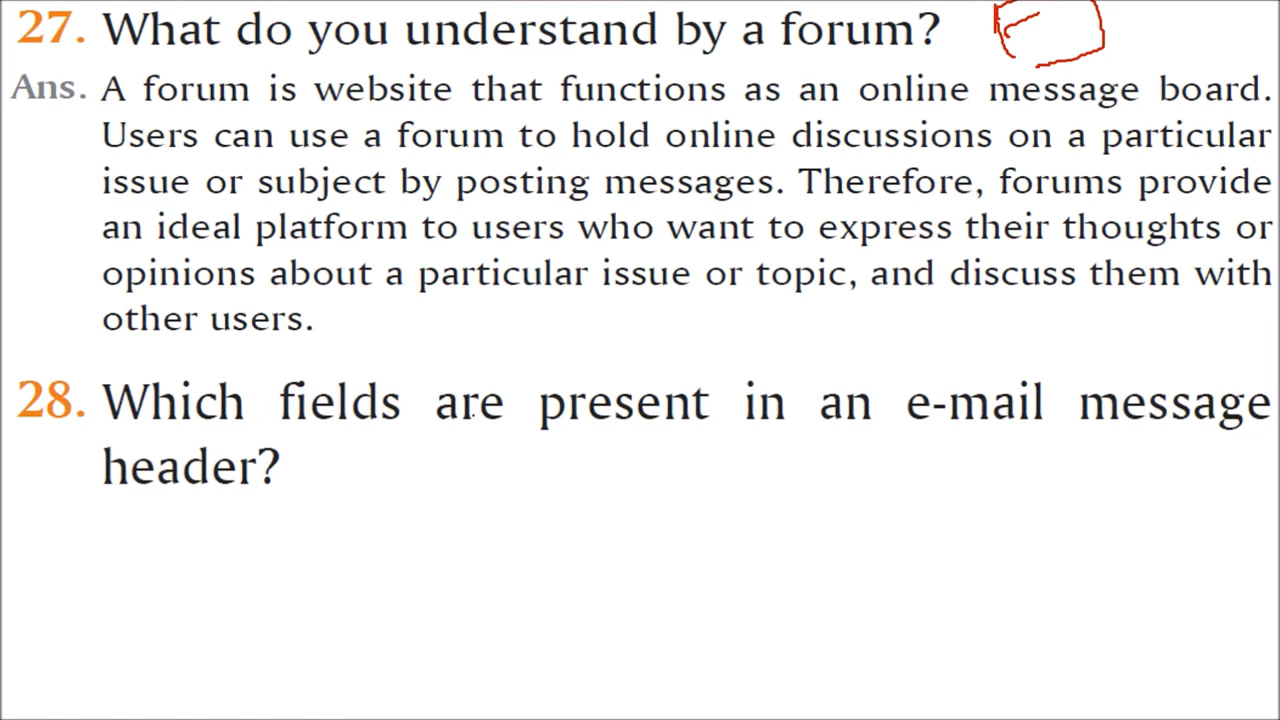 27. What do you understand by a forum?
Ans. A forum is website that functions as an online message board.
Users can use a forum to hold online discussions on a particular
issue or subject by posting messages. Therefore, forums provide
an ideal platform to users who want to express their thoughts or
opinions about a particular issue or topic, and discuss them with
other users.
28. Which fields are present in an e-mail message
header?